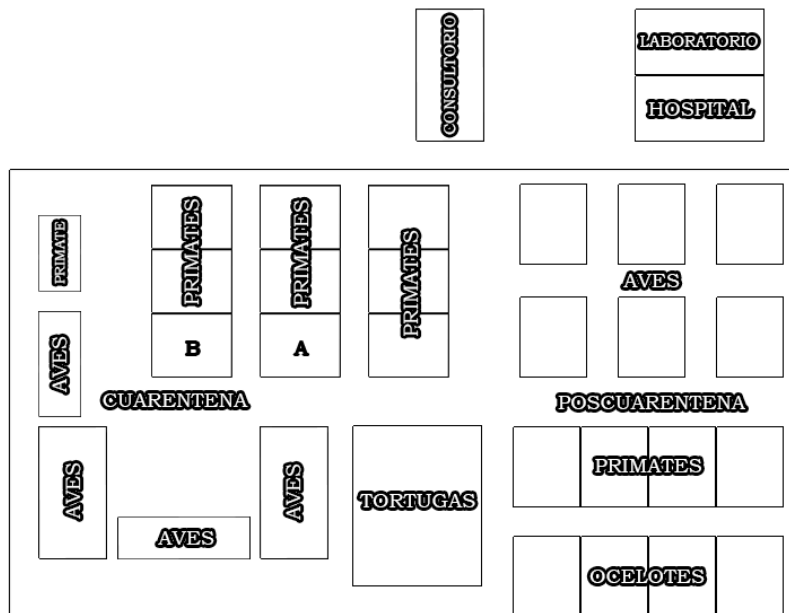 CONSULTORIO
LABORATORIO
HOSPITAL
PRIMATE
PRIMATES
PRIMATES
PRIMATES
AVES
B
A
AVES
CUARENTENA
POSCUARENTENA
AVES
AVES
AVES
TORTUGAS
PRIMATES
OCELOTES